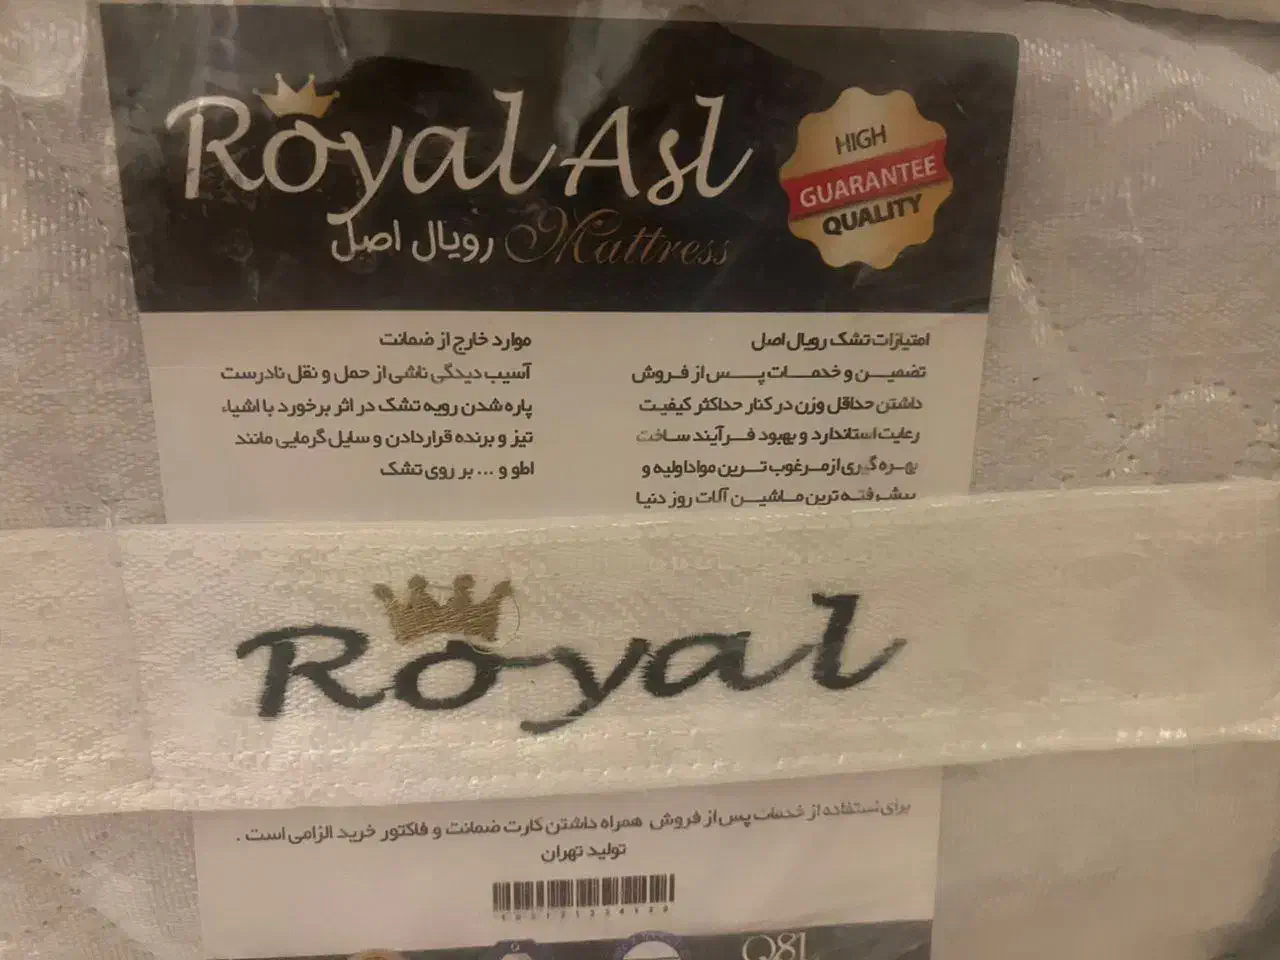 Royal Asl
رویال اصل Mattress
HIGH
GUARANTEE
QUALITY
امتیازات تشک رویال اصل
تضمین و خدمات پس از فروش
داشتن حداقل وزن در کنار حداکثر کیفیت
رعایت استاندارد و بهبود فرآیند ساخت
بهره گیری از مرغوب ترین مواد اولیه و
پیشرفته ترین ماشین آلات روز دنیا
موارد خارج از ضمانت
آسیب دیدگی ناشی از حمل و نقل نادرست
پاره شدن رویه تشک در اثر برخورد با اشیاء
تیز و برنده قراردادن وسایل گرمایی مانند
اطو و ... بر روی تشک
Royal
برای استفاده از خدمات پس از فروش همراه داشتن کارت ضمانت و فاکتور خرید الزامی است .
تولید تهران
Q81